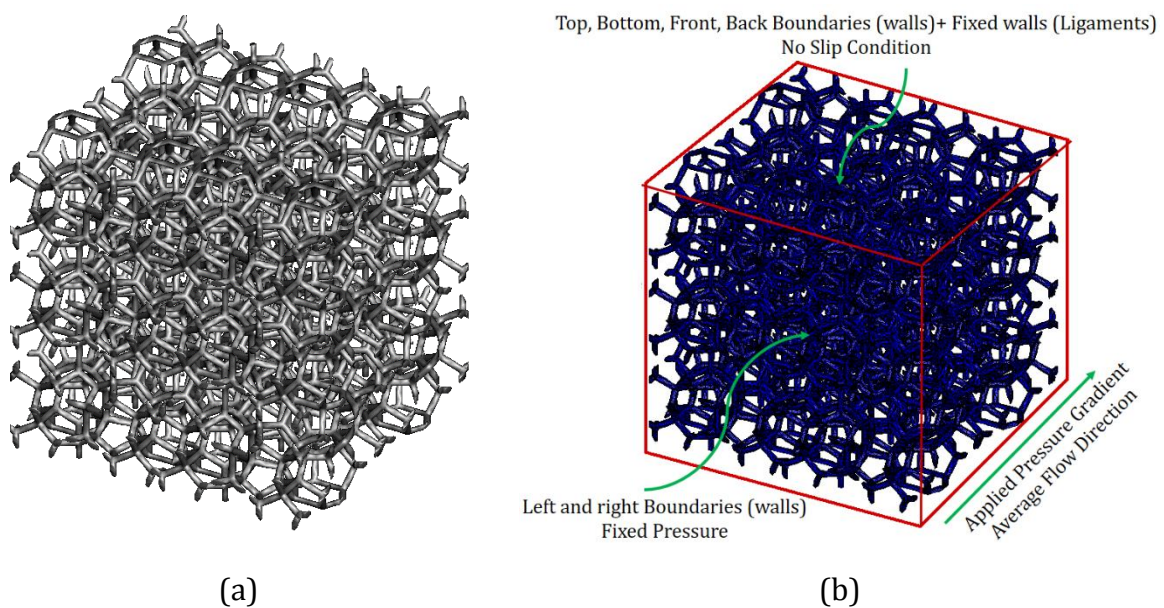 Top, Bottom, Front, Back Boundaries (walls)+ Fixed walls (Ligaments)
No Slip Condition
Applied Pressure Gradient
Average Flow Direction
Left and right Boundaries (walls)
Fixed Pressure
(a)
(b)